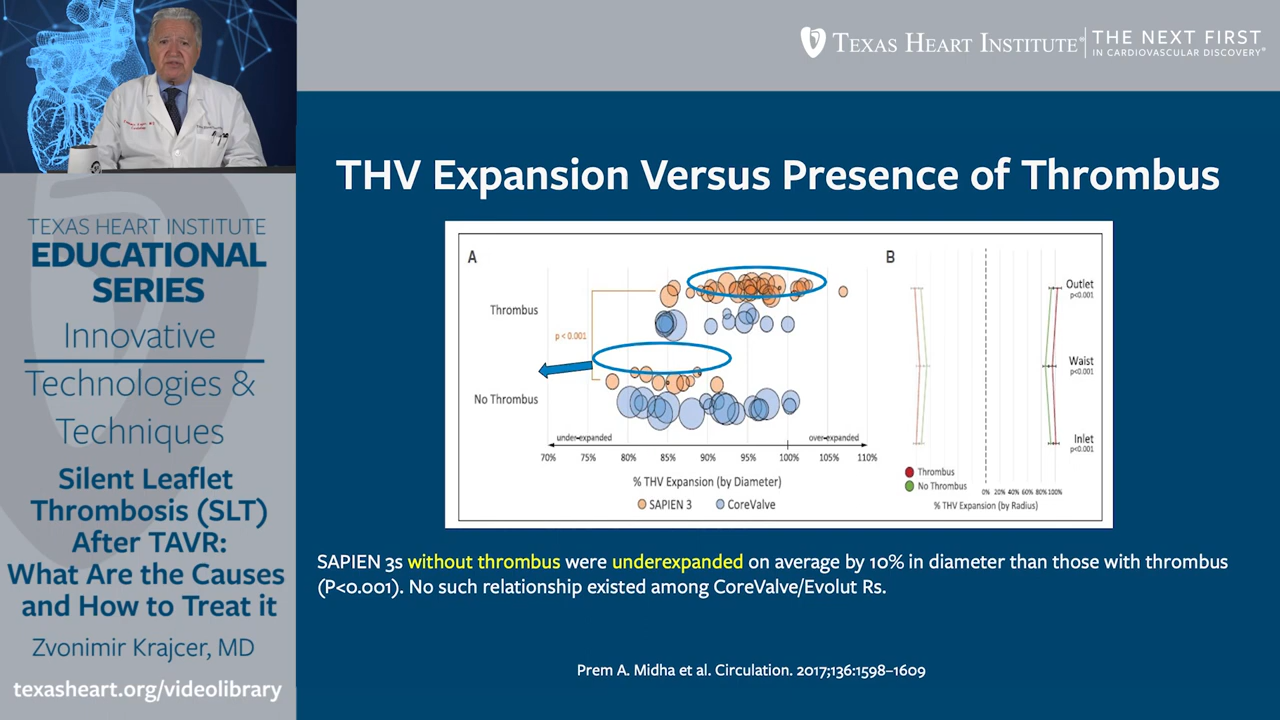 TEXAS HEART INSTITUTE®
THE NEXT FIRST
IN CARDIOVASCULAR DISCOVERY®
TEXAS HEART INSTITUTE
EDUCATIONAL
SERIES
Innovative
Technologies &
Techniques
Silent Leaflet
Thrombosis (SLT)
After TAVR:
What Are the Causes
and How to Treat it
Zvonimir Krajcer, MD
texasheart.org/videolibrary
THV Expansion Versus Presence of Thrombus
A
Thrombus
p < 0.001
No Thrombus
under-expanded
over-expanded
70% 75% 80% 85% 90% 95% 100% 105% 110%
% THV Expansion (by Diameter)
SAPIEN 3 CoreValve
B
Outlet
p<0.001
Waist
p<0.001
Inlet
p<0.001
Thrombus
No Thrombus
0% 20% 40% 60% 80% 100%
% THV Expansion (by Radius)
SAPIEN 3s without thrombus were underexpanded on average by 10% in diameter than those with thrombus
(P<0.001). No such relationship existed among CoreValve/Evolut Rs.
Prem A. Midha et al. Circulation. 2017;136:1598–1609